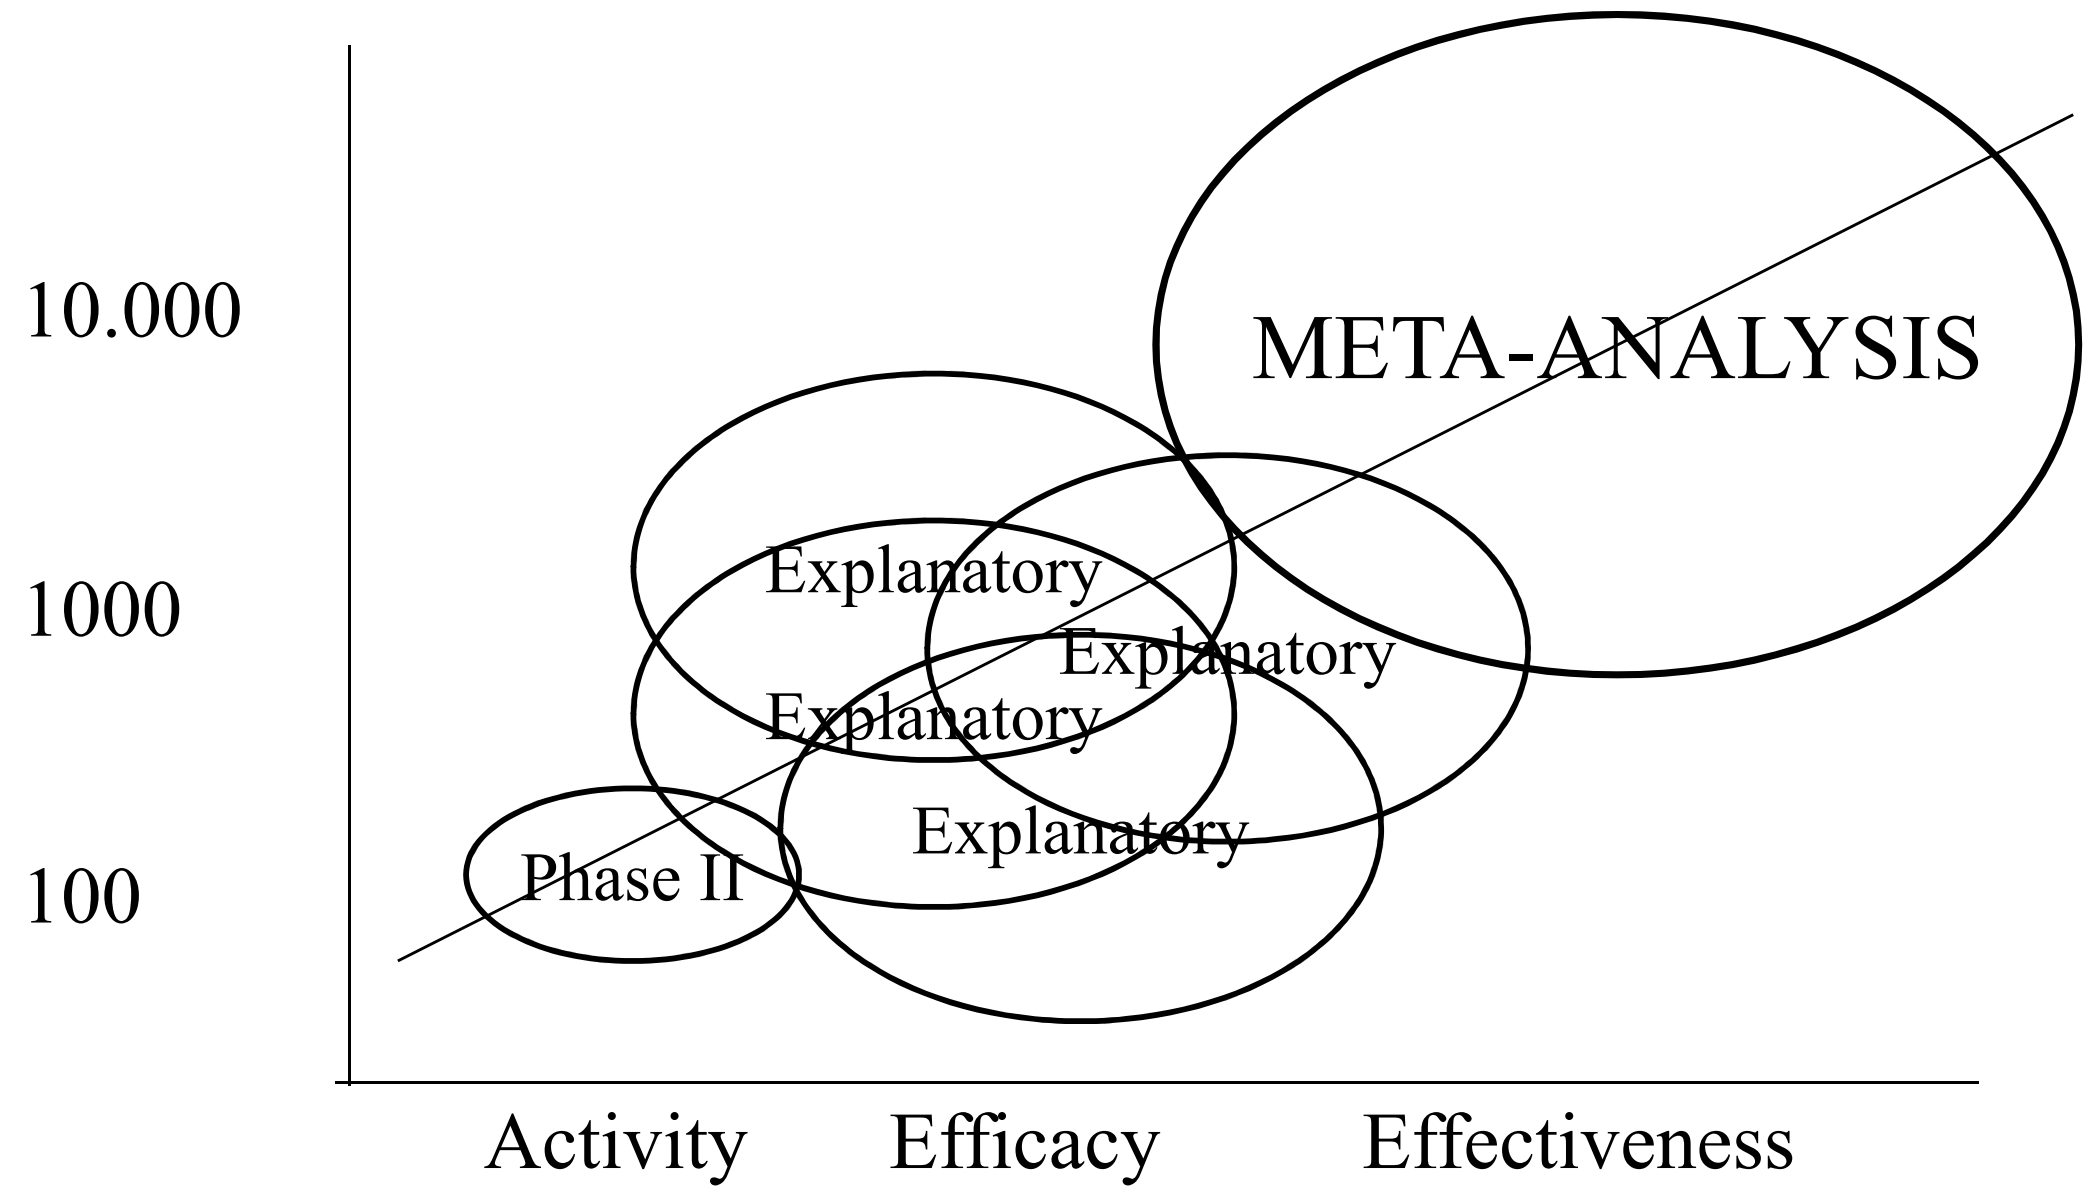 10.000
META-ANALYSIS
Explanatory
1000
Explanatory
Explanatory
Explanatory
Phase II
100
Activity
Efficacy
Effectiveness